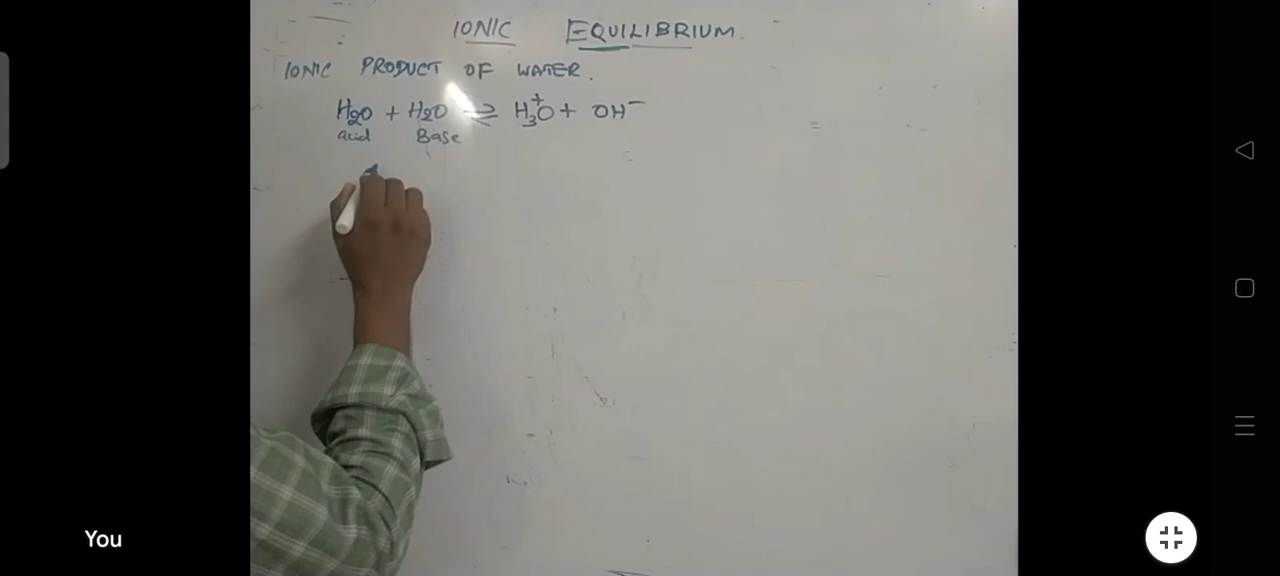 IONIC EQUILIBRIUM.
IONIC PRODUCT OF WATER.
H2O + H2O ⇌ H3O+ + OH−
acid Base
You